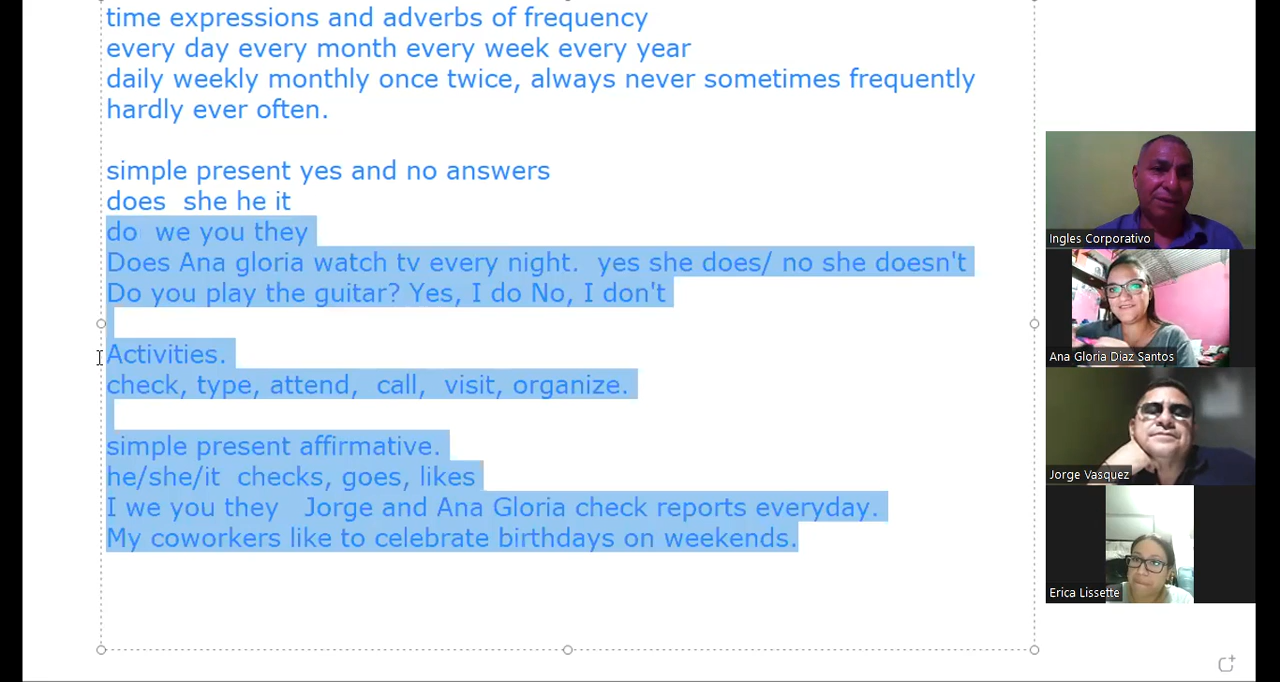 time expressions and adverbs of frequency
every day every month every week every year
daily weekly monthly once twice, always never sometimes frequently
hardly ever often.
simple present yes and no answers
does  she he it
do  we you they
Does Ana gloria watch tv every night.  yes she does/ no she doesn't
Do you play the guitar? Yes, I do No, I don't
Activities.
check, type, attend,  call,  visit, organize.
simple present affirmative.
he/she/it  checks, goes, likes
I we you they   Jorge and Ana Gloria check reports everyday.
My coworkers like to celebrate birthdays on weekends.
Ingles Corporativo
Ana Gloria Diaz Santos
Jorge Vasquez
Erica Lissette